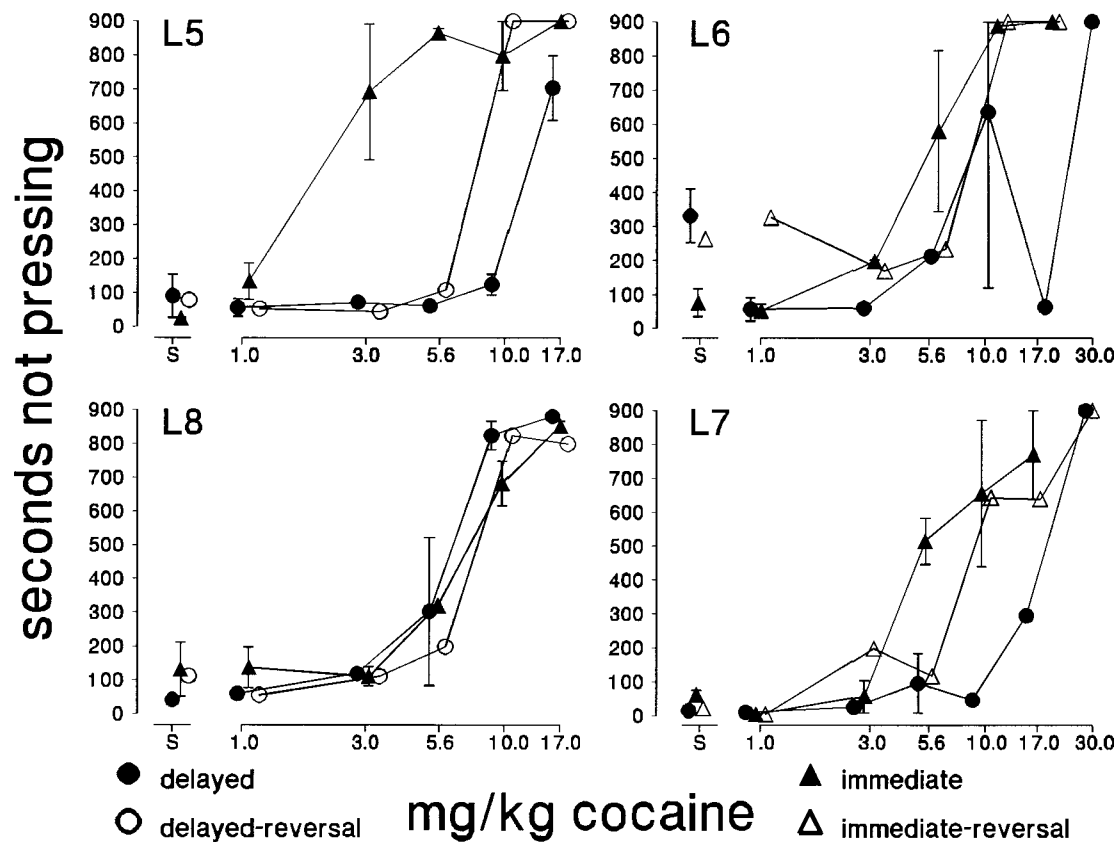 seconds not pressing
L5
900
800
700
600
500
400
300
200
100
0
S
1.0 3.0 5.6 10.0 17.0
L6
900
800
700
600
500
400
300
200
100
0
S
1.0 3.0 5.6 10.0 17.0 30.0
L8
900
800
700
600
500
400
300
200
100
0
S
1.0 3.0 5.6 10.0 17.0
L7
900
800
700
600
500
400
300
200
100
0
S
1.0 3.0 5.6 10.0 17.0 30.0
delayed
delayed-reversal
mg/kg cocaine
immediate
immediate-reversal